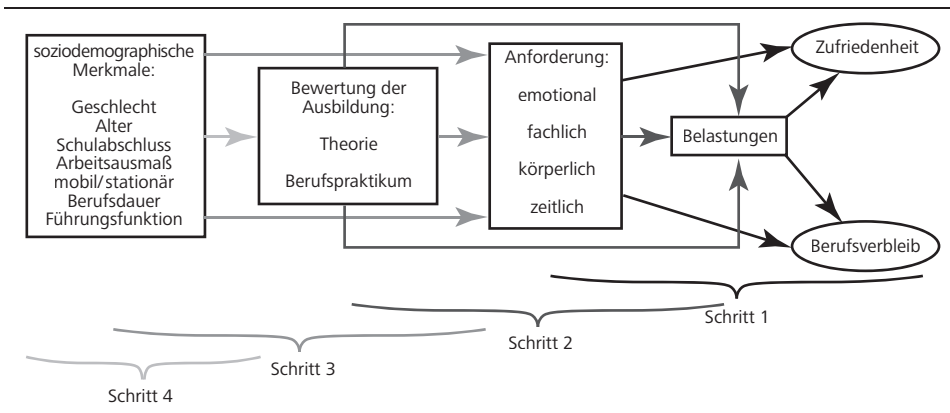 soziodemographische
Merkmale:
Geschlecht
Alter
Schulabschluss
Arbeitsausmaß
mobil/stationär
Berufsdauer
Führungsfunktion
Bewertung der
Ausbildung:
Theorie
Berufspraktikum
Anforderung:
emotional
fachlich
körperlich
zeitlich
Belastungen
Zufriedenheit
Berufsverbleib
Schritt 1
Schritt 2
Schritt 3
Schritt 4